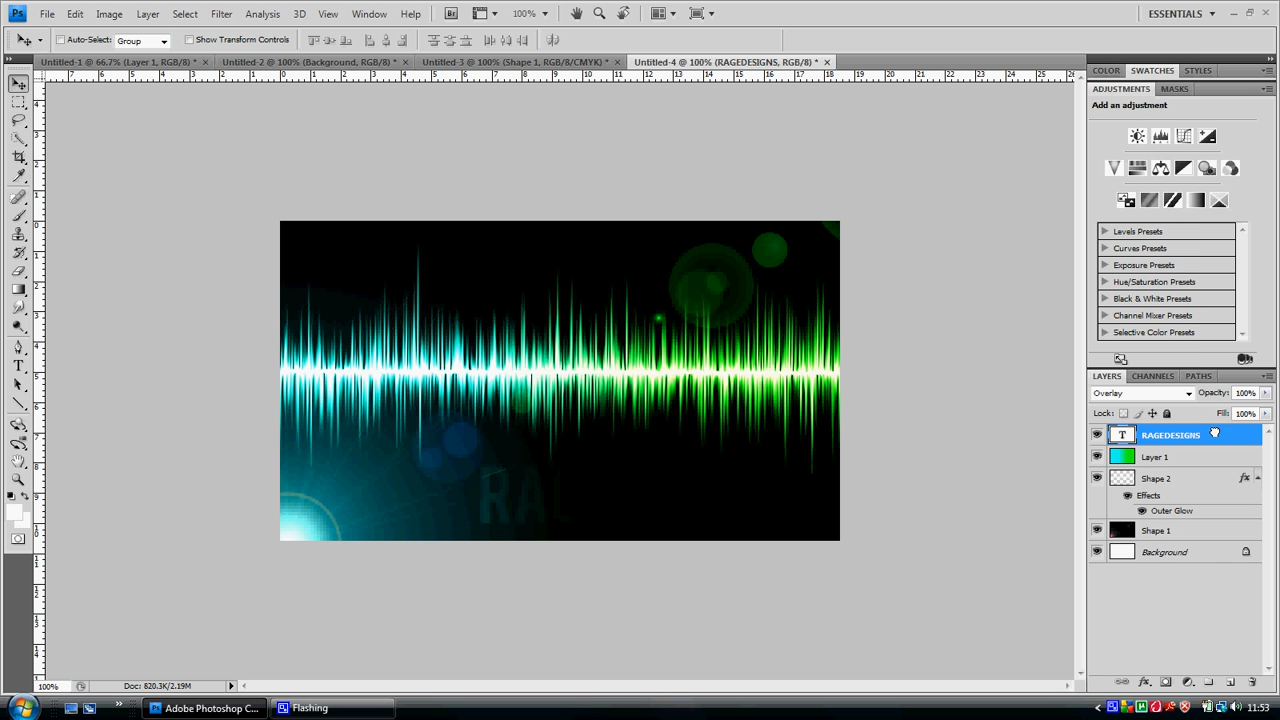 Ps File Edit Image Layer Select Filter Analysis 3D View Window Help Br 100% ESSENTIALS
Auto-Select: Group Show Transform Controls
Untitled-1 @ 66.7% (Layer 1, RGB/8) * Untitled-2 @ 100% (Background, RGB/8) * Untitled-3 @ 100% (Shape 1, RGB/8/CMYK) * Untitled-4 @ 100% (RAGEDESIGNS, RGB/8) *
COLOR SWATCHES STYLES
ADJUSTMENTS MASKS
Add an adjustment
Levels Presets
Curves Presets
Exposure Presets
Hue/Saturation Presets
Black & White Presets
Channel Mixer Presets
Selective Color Presets
LAYERS CHANNELS PATHS
Overlay Opacity: 100%
Lock: Fill: 100%
T RAGEDESIGNS
Layer 1
Shape 2 fx
Effects
Outer Glow
Shape 1
Background
RAG
100% Doc: 820.3K/2.19M
Adobe Photoshop C... Flashing 11:53